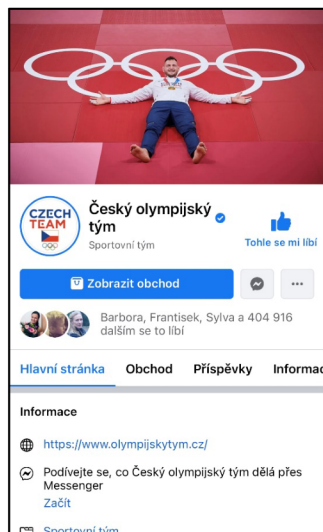 CZECH
TEAM
Český olympijský
tým
Sportovní tým
Tohle se mi líbí
Zobrazit obchod
Barbora, Frantisek, Sylva a 404 916
dalším se to líbí
Hlavní stránka Obchod Příspěvky Informac
Informace
https://www.olympijskytym.cz/
Podívejte se, co Český olympijský tým dělá přes
Messenger
Začít
Sportovní tým